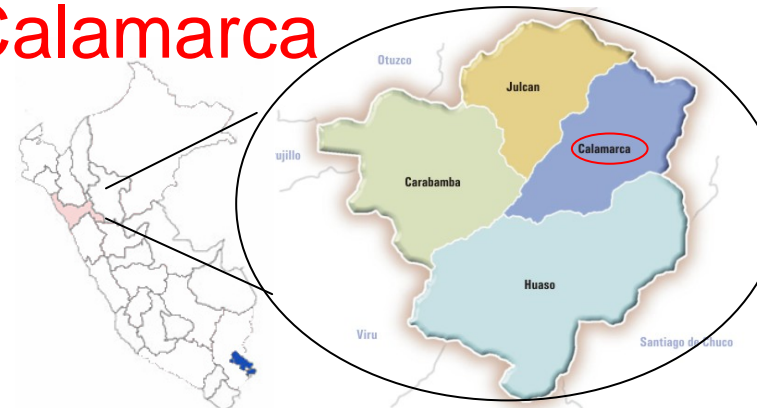 Calamarca
Otuzco
Julcan
ujillo
Calamarca
Carabamba
Huaso
Viru
Santiago de Chuco